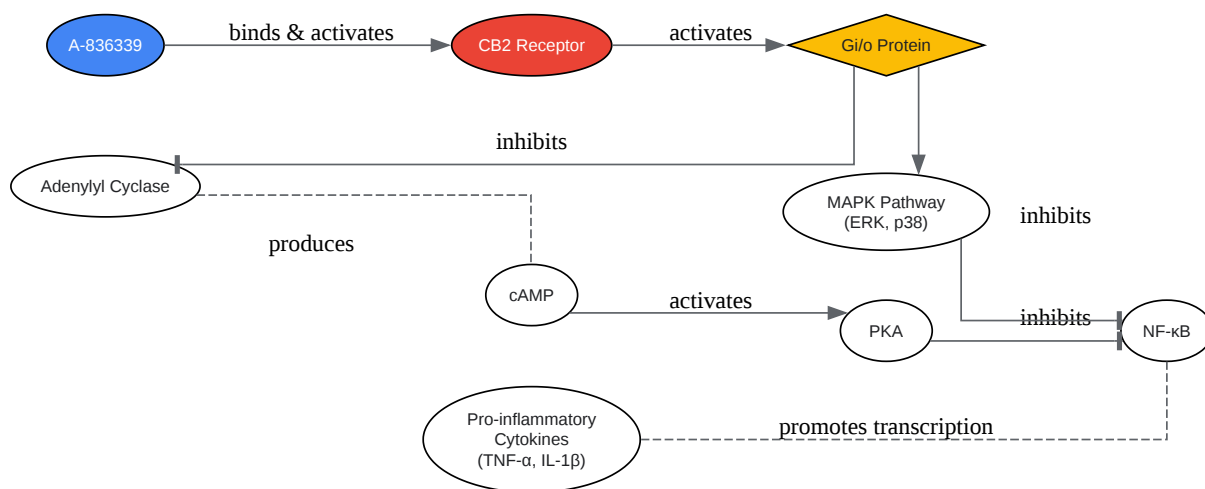 A-836339
binds & activates
CB2 Receptor
activates
Gi/o Protein
inhibits
Adenylyl Cyclase
MAPK Pathway
(ERK, p38)
inhibits
produces
cAMP
activates
PKA
inhibits
NF-κB
Pro-inflammatory
Cytokines
(TNF-α, IL-1β)
promotes transcription